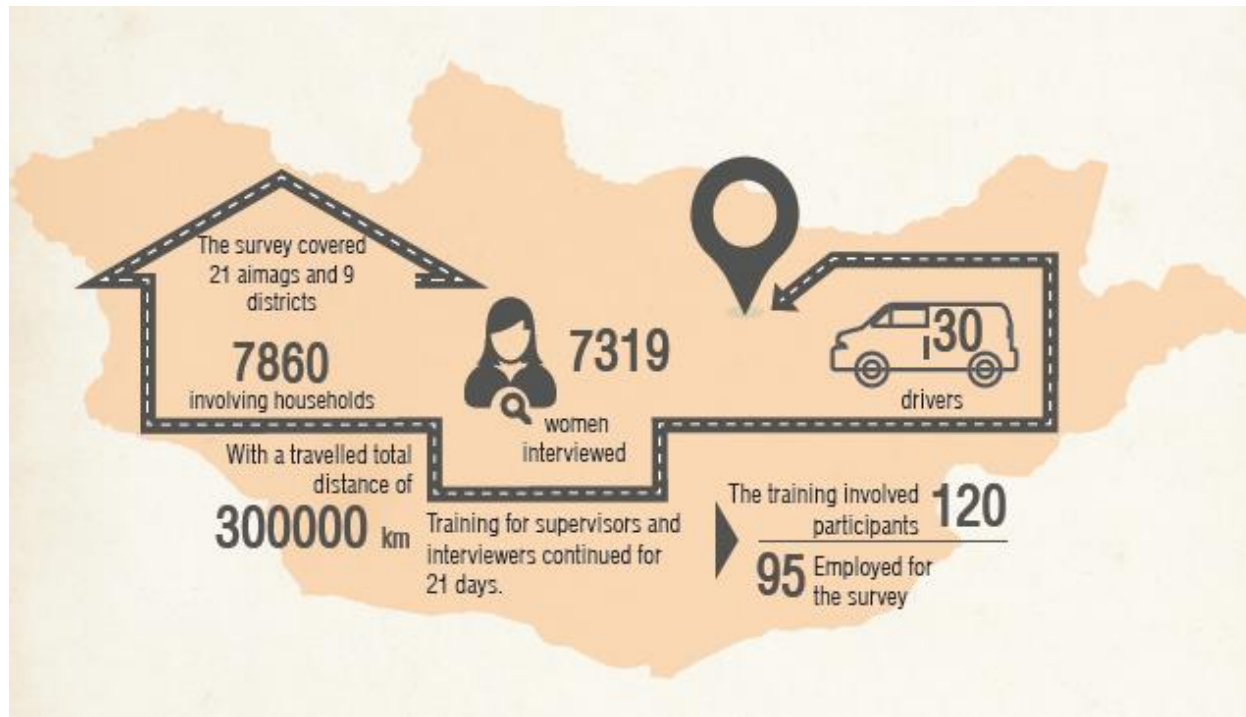 The survey covered
21 aimags and 9
districts
7860
involving households
7319
women
interviewed
30
drivers
With a travelled total
distance of
300000 km
Training for supervisors and
interviewers continued for
21 days.
The training involved
participants 120
95 Employed for
the survey